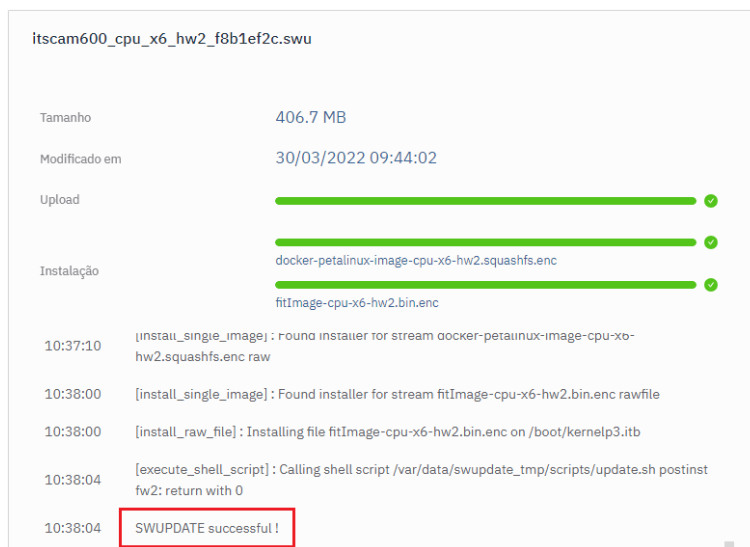 itscam600_cpu_x6_hw2_f8b1ef2c.swu
Tamanho
406.7 MB
Modificado em
30/03/2022 09:44:02
Upload
Instalação
docker-petalinux-image-cpu-x6-hw2.squashfs.enc
fitImage-cpu-x6-hw2.bin.enc
10:37:10
[install_single_image] : Found installer for stream docker-petalinux-image-cpu-x6-
hw2.squashfs.enc raw
10:38:00
[install_single_image] : Found installer for stream fitImage-cpu-x6-hw2.bin.enc rawfile
10:38:00
[install_raw_file] : Installing file fitImage-cpu-x6-hw2.bin.enc on /boot/kernelp3.itb
10:38:04
[execute_shell_script] : Calling shell script /var/data/swupdate_tmp/scripts/update.sh postinst
fw2: return with 0
10:38:04
SWUPDATE successful !